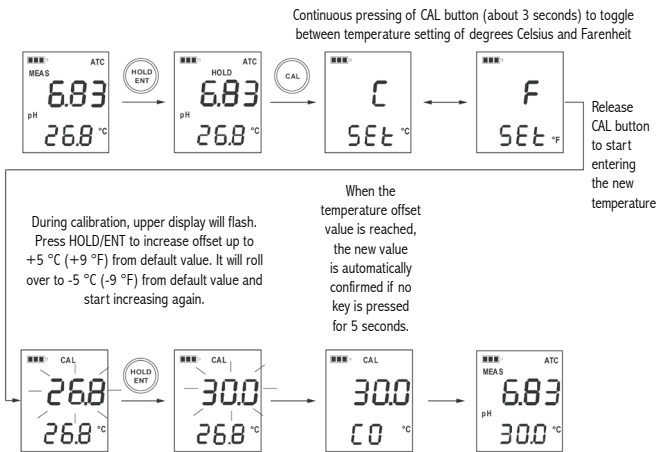 Continuous pressing of CAL button (about 3 seconds) to toggle
between temperature setting of degrees Celsius and Farenheit
ATC
MEAS
6.83
pH
26.8 °C
HOLD
ENT
ATC
HOLD
6.83
pH
26.8 °C
CAL
C
SEt °C
F
SEt °F
Release
CAL button
to start
entering
the new
temperature
During calibration, upper display will flash.
Press HOLD/ENT to increase offset up to
+5 °C (+9 °F) from default value. It will roll
over to -5 °C (-9 °F) from default value and
start increasing again.
When the
temperature offset
value is reached,
the new value
is automatically
confirmed if no
key is pressed
for 5 seconds.
CAL
26.8
26.8 °C
HOLD
ENT
CAL
30.0
26.8 °C
CAL
30.0
CO °C
ATC
MEAS
6.83
pH
30.0 °C